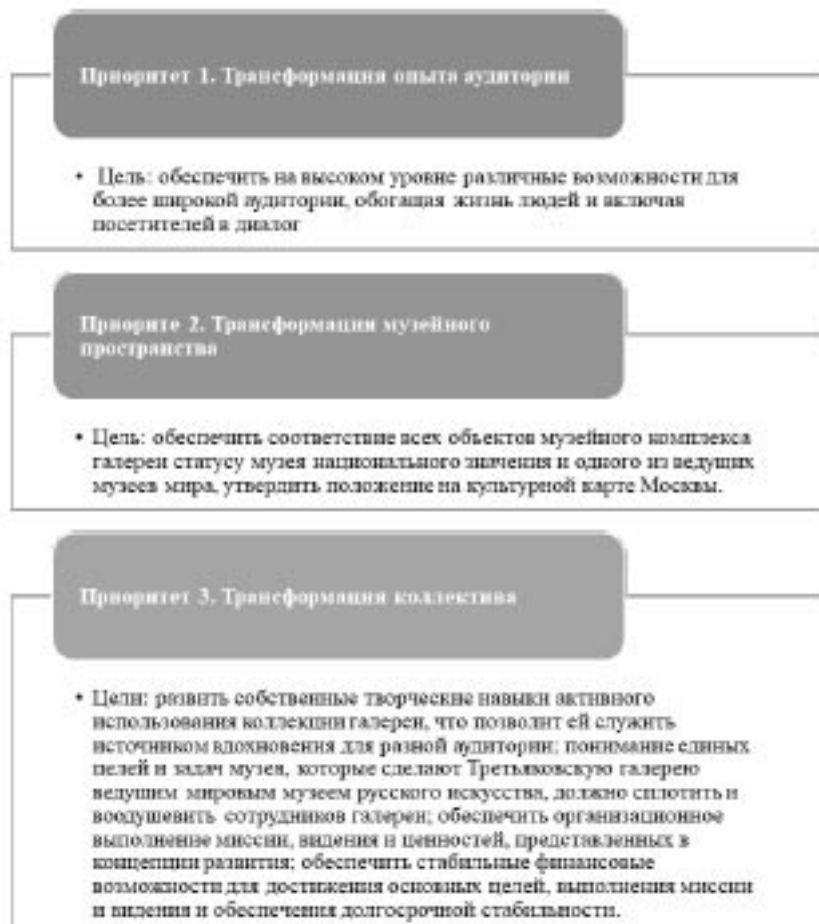 Приоритет 1. Трансформация опыта аудитории
• Цель: обеспечить на высоком уровне различные возможности для
более широкой аудитории, обогащая жизнь людей и включая
посетителей в диалог
Приорите 2. Трансформация музейного
пространства
• Цель: обеспечить соответствие всех объектов музейного комплекса
галереи статусу музея национального значения и одного из ведущих
музеев мира, утвердить положение на культурной карте Москвы.
Приоритет 3. Трансформация коллектива
• Цели: развить собственные творческие навыки активного
использования коллекции галереи, что позволит ей служить
источником вдохновения для разной аудитории; понимание единых
целей и задач музея, которые сделают Третьяковскую галерею
ведущим мировым музеем русского искусства, должно сплотить и
воодушевить сотрудников галереи; обеспечить организационное
выполнение миссии, видения и ценностей, представленных в
концепции развития; обеспечить стабильные финансовые
возможности для достижения основных целей, выполнения миссии
и видения и обеспечения долгосрочной стабильности.